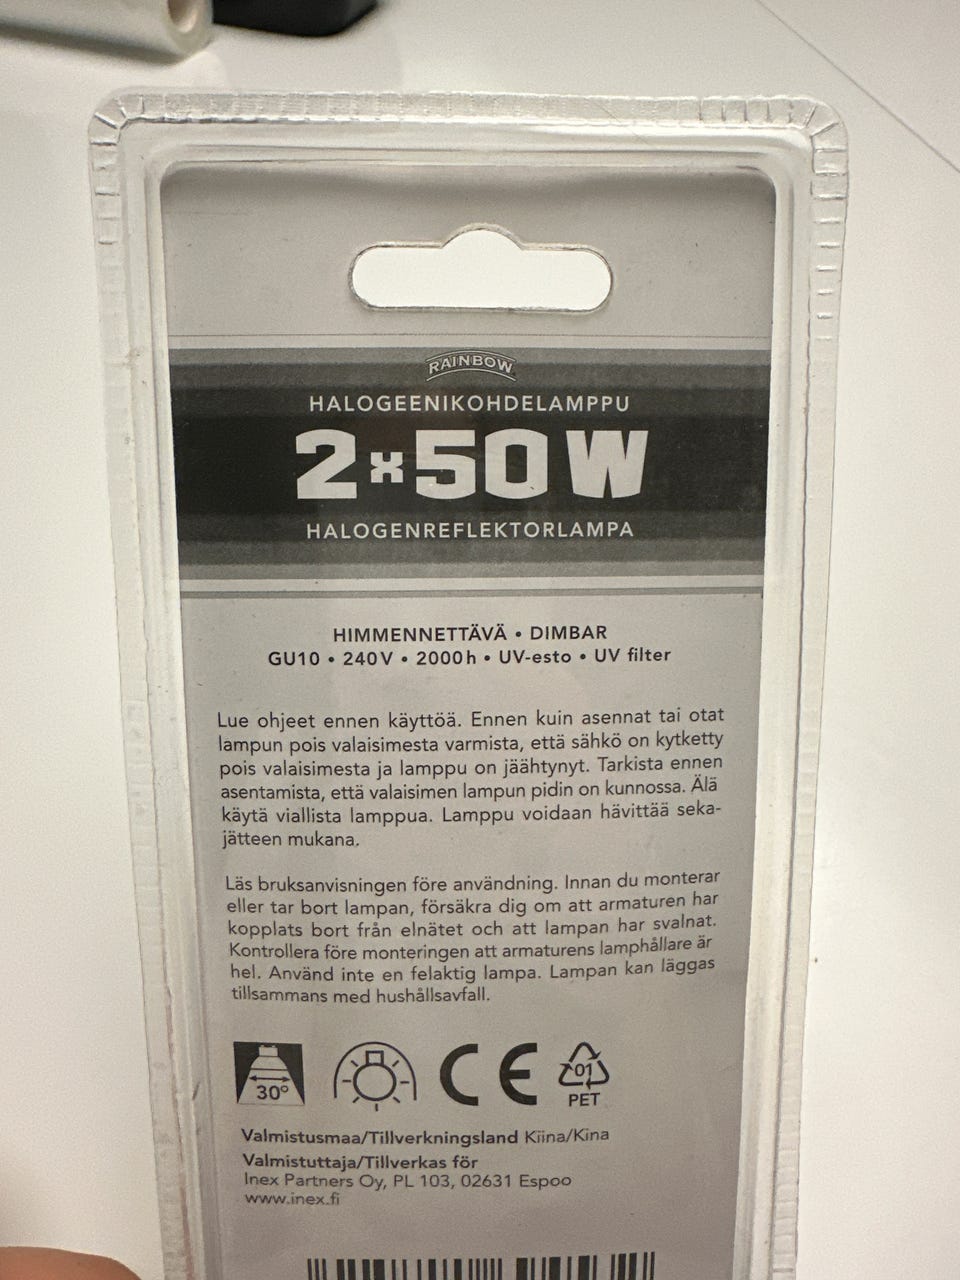 RAINBOW
HALOGEENIKOHDELAMPPU
2x50W
HALOGENREFLEKTORLAMPA
HIMMENNETTÄVÄ • DIMBAR
GU10 • 240V • 2000h • UV-esto • UV filter
Lue ohjeet ennen käyttöä. Ennen kuin asennat tai otat
lampun pois valaisimesta varmista, että sähkö on kytketty
pois valaisimesta ja lamppu on jäähtynyt. Tarkista ennen
asentamista, että valaisimen lampun pidin on kunnossa. Älä
käytä viallista lamppua. Lamppu voidaan hävittää seka-
jätteen mukana.
Läs bruksanvisningen före användning. Innan du monterar
eller tar bort lampan, försäkra dig om att armaturen har
kopplats bort från elnätet och att lampan har svalnat.
Kontrollera före monteringen att armaturens lamphållare är
hel. Använd inte en felaktig lampa. Lampan kan läggas
tillsammans med hushållsavfall.
30° CE 01
PET
Valmistusmaa/Tillverkningsland Kiina/Kina
Valmistuttaja/Tillverkas för
Inex Partners Oy, PL 103, 02631 Espoo
www.inex.fi